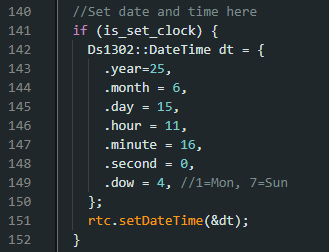 140 //Set date and time here
141 if (is_set_clock) {
142 Ds1302::DateTime dt = {
143 .year=25,
144 .month = 6,
145 .day = 15,
146 .hour = 11,
147 .minute = 16,
148 .second = 0,
149 .dow = 4, //1=Mon, 7=Sun
150 };
151 rtc.setDateTime(&dt);
152 }